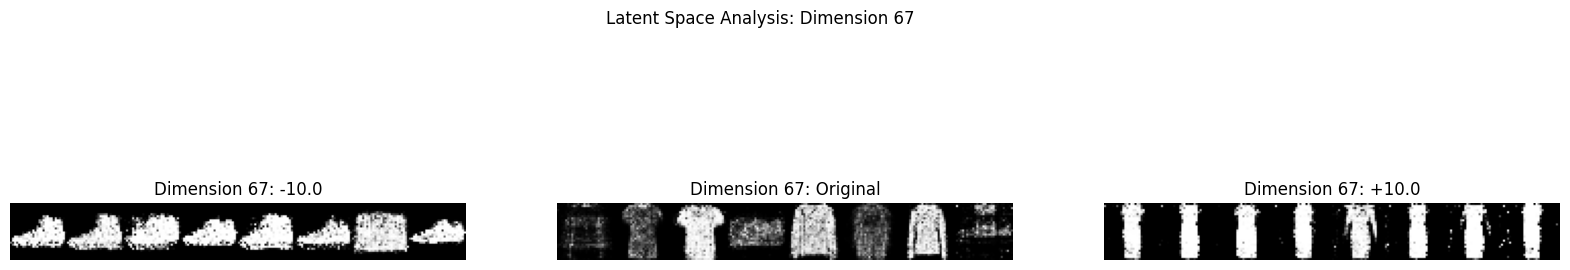 Latent Space Analysis: Dimension 67
Dimension 67: -10.0
Dimension 67: Original
Dimension 67: +10.0